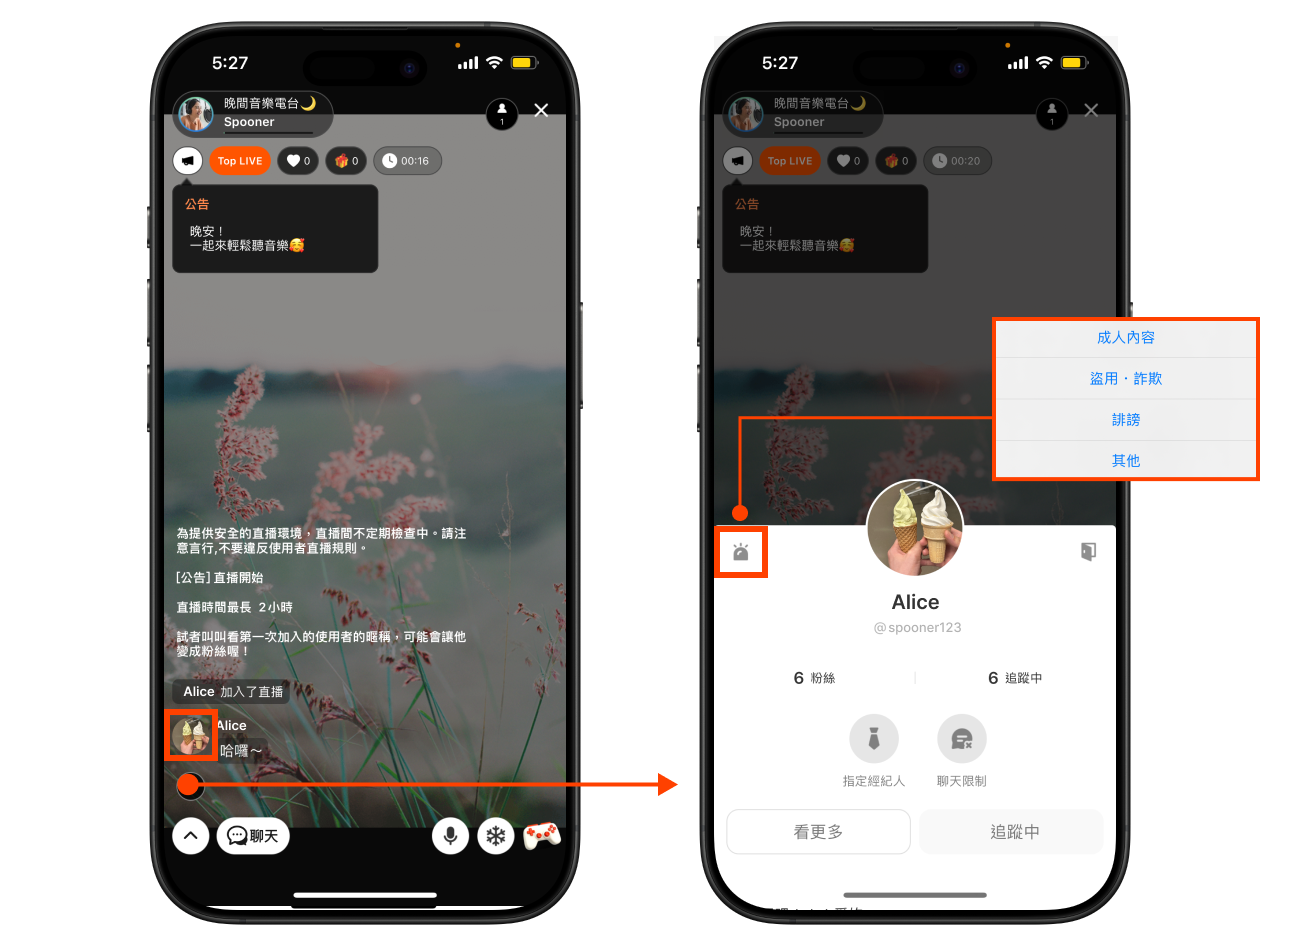 5:27
晚間音樂電台🌙
Spooner
1
Top LIVE
0
0
00:16
公告
晚安！
一起來輕鬆聽音樂🥰
為提供安全的直播環境，直播間不定期檢查中。請注
意言行,不要違反使用者直播規則。
[公告] 直播開始
直播時間最長 2小時
試者叫叫看第一次加入的使用者的暱稱，可能會讓他
變成粉絲喔！
Alice 加入了直播
Alice
哈囉～
聊天
5:27
晚間音樂電台🌙
Spooner
1
Top LIVE
0
0
00:20
公告
晚安！
一起來輕鬆聽音樂🥰
成人內容
盜用・詐欺
誹謗
其他
Alice
@spooner123
6 粉絲
6 追蹤中
指定經紀人
聊天限制
看更多
追蹤中